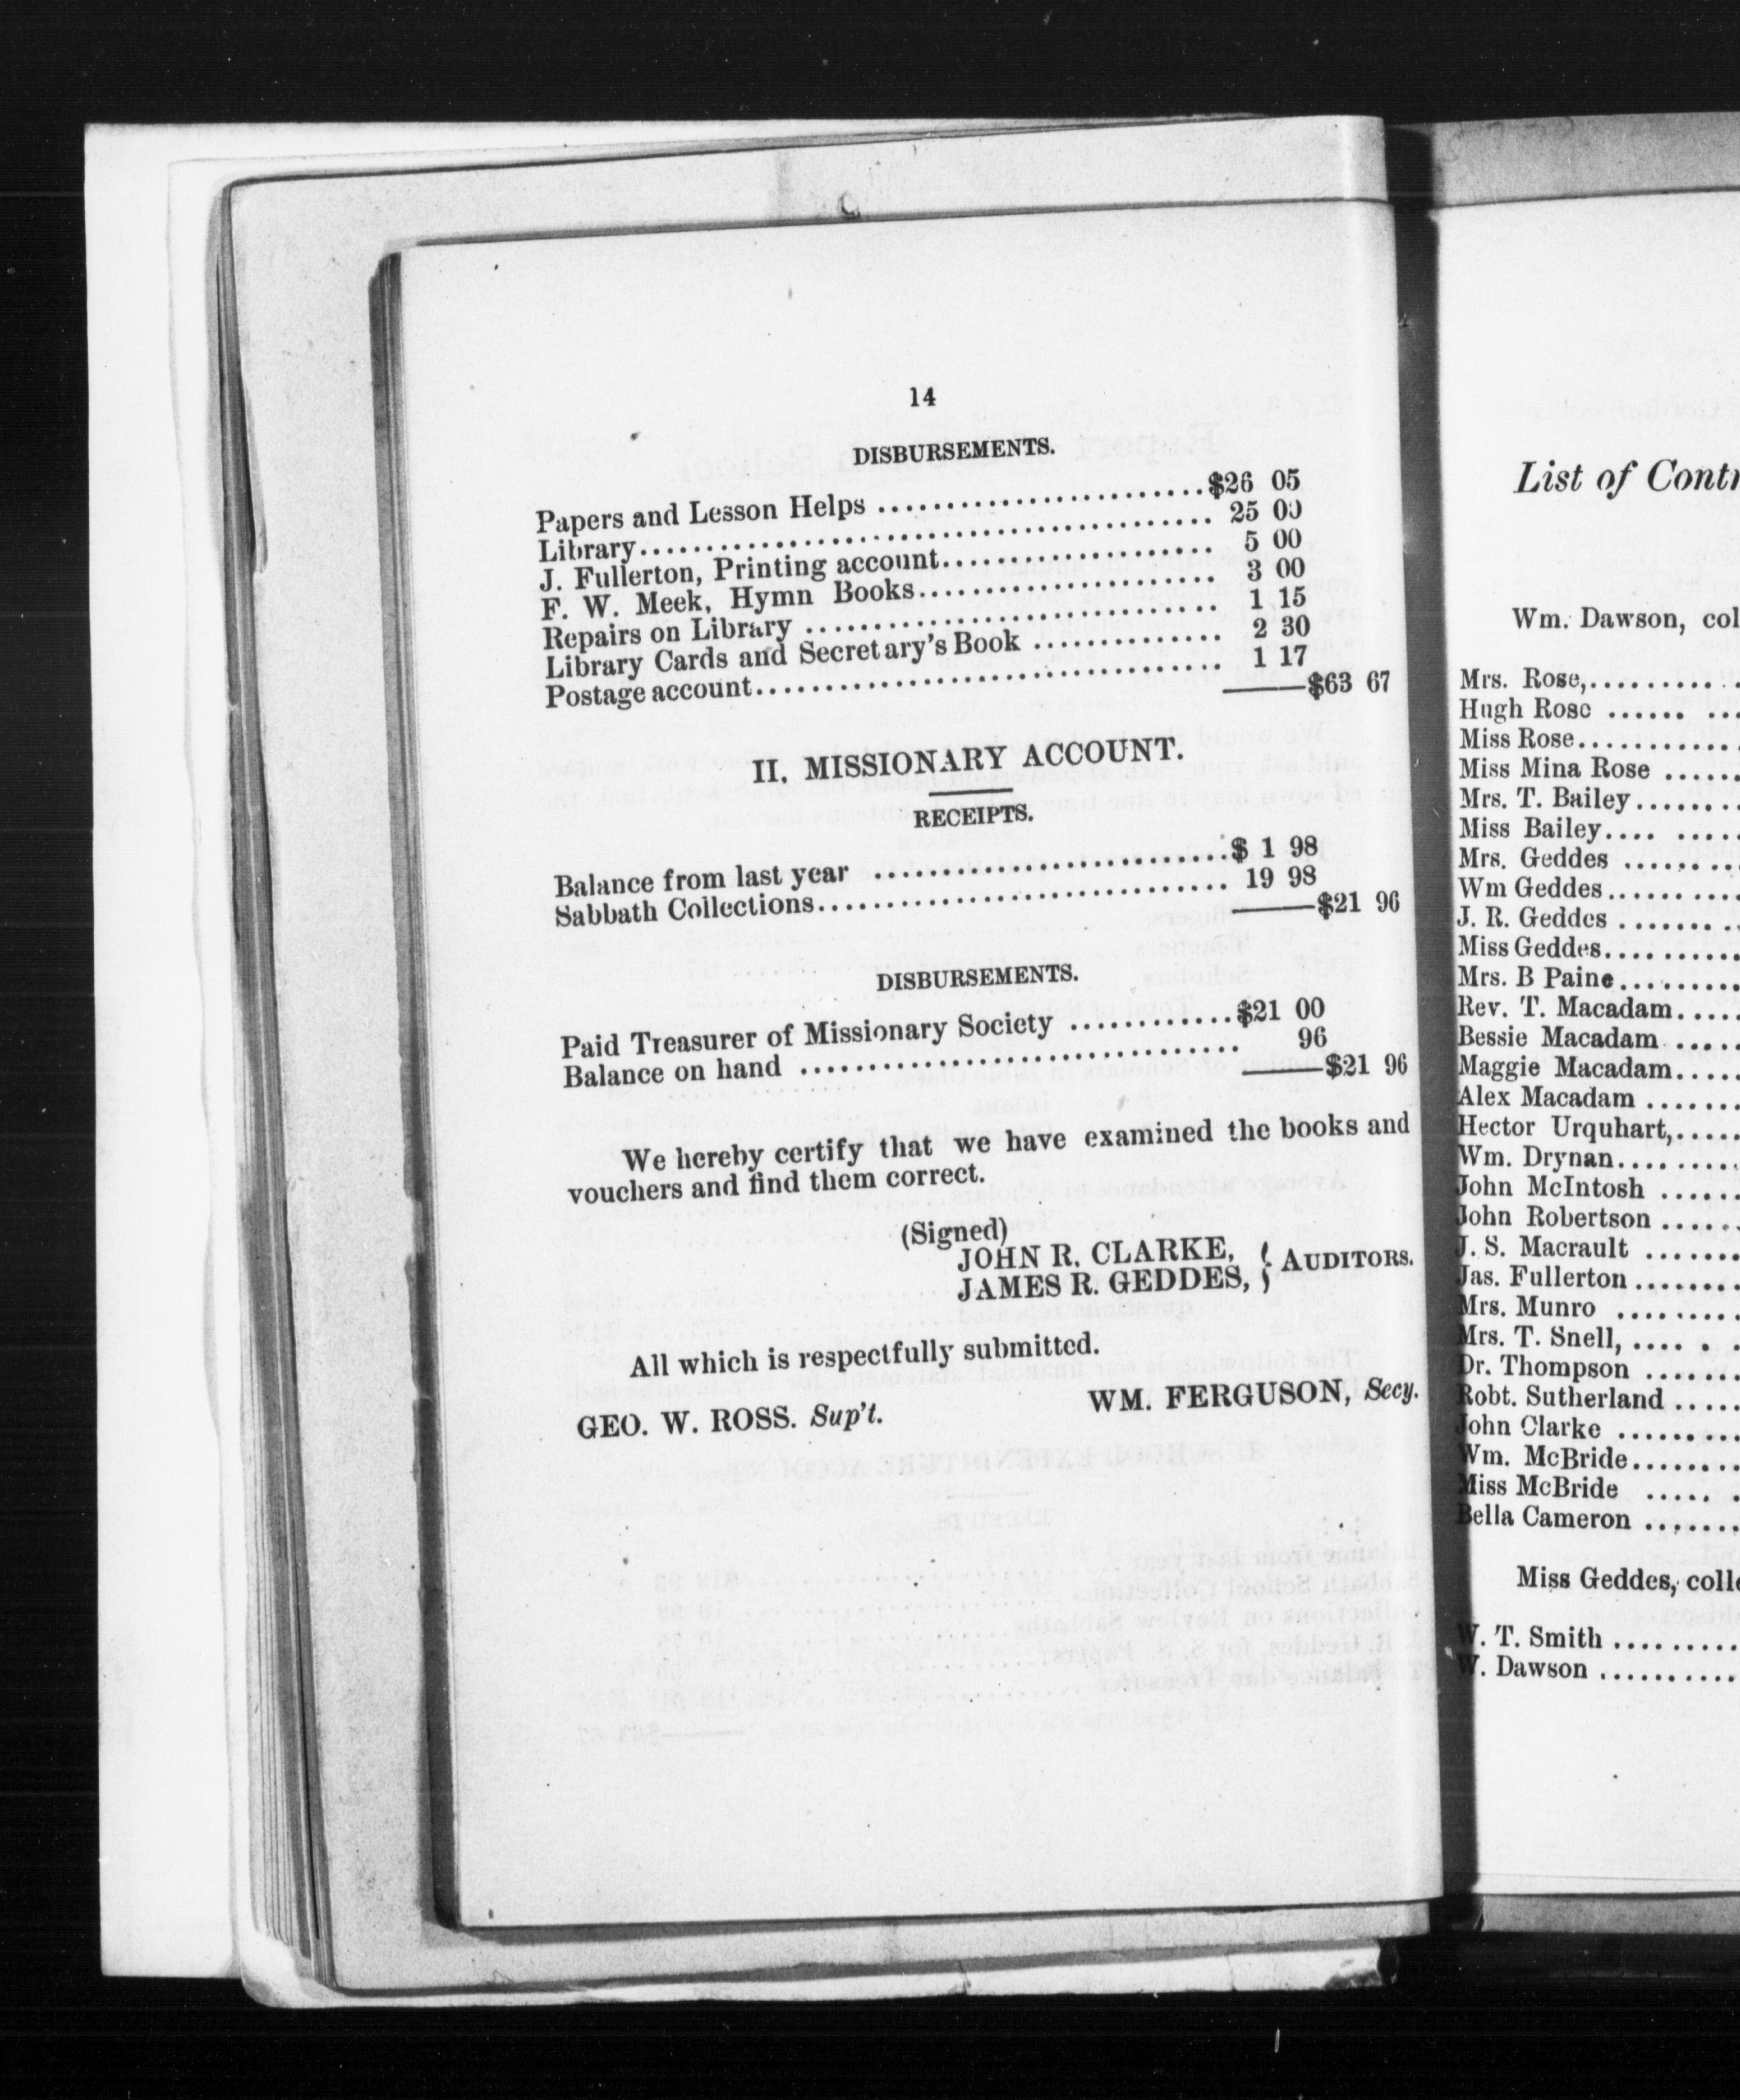 14
DISBURSEMENTS.
Papers and Lesson Helps ........................$26 05
Library.......................................... 25 00
J. Fullerton, Printing account.................... 5 00
F. W. Meek, Hymn Books...................... 3 00
Repairs on Library .............................. 1 15
Library Cards and Secretary's Book .............. 2 30
Postage account.................................. 1 17
———$63 67
II. MISSIONARY ACCOUNT.
RECEIPTS.
Balance from last year ..........................$ 1 98
Sabbath Collections.............................. 19 98
———$21 96
DISBURSEMENTS.
Paid Treasurer of Missionary Society ............$21 00
Balance on hand ................................ 96
———$21 96
We hereby certify that we have examined the books and
vouchers and find them correct.
(Signed)
JOHN R. CLARKE,
JAMES R. GEDDES, } AUDITORS.
All which is respectfully submitted.
WM. FERGUSON, Secy.
GEO. W. ROSS. Sup't.
List of Contr
Wm. Dawson, col
Mrs. Rose,..........
Hugh Rose ...... ...
Miss Rose............
Miss Mina Rose ......
Mrs. T. Bailey........
Miss Bailey.... .....
Mrs. Geddes .........
Wm Geddes..........
J. R. Geddes .........
Miss Geddes..........
Mrs. B Paine.........
Rev. T. Macadam.....
Bessie Macadam .....
Maggie Macadam.....
Alex Macadam .......
Hector Urquhart,.....
Wm. Drynan.........
John McIntosh ......
John Robertson ......
J. S. Macrault .......
Jas. Fullerton ........
Mrs. Munro .........
Mrs. T. Snell, .... . .
Dr. Thompson .......
Robt. Sutherland .....
John Clarke .........
Wm. McBride........
Miss McBride ..... .
Bella Cameron .......
Miss Geddes, colle
W. T. Smith .........
W. Dawson ..........